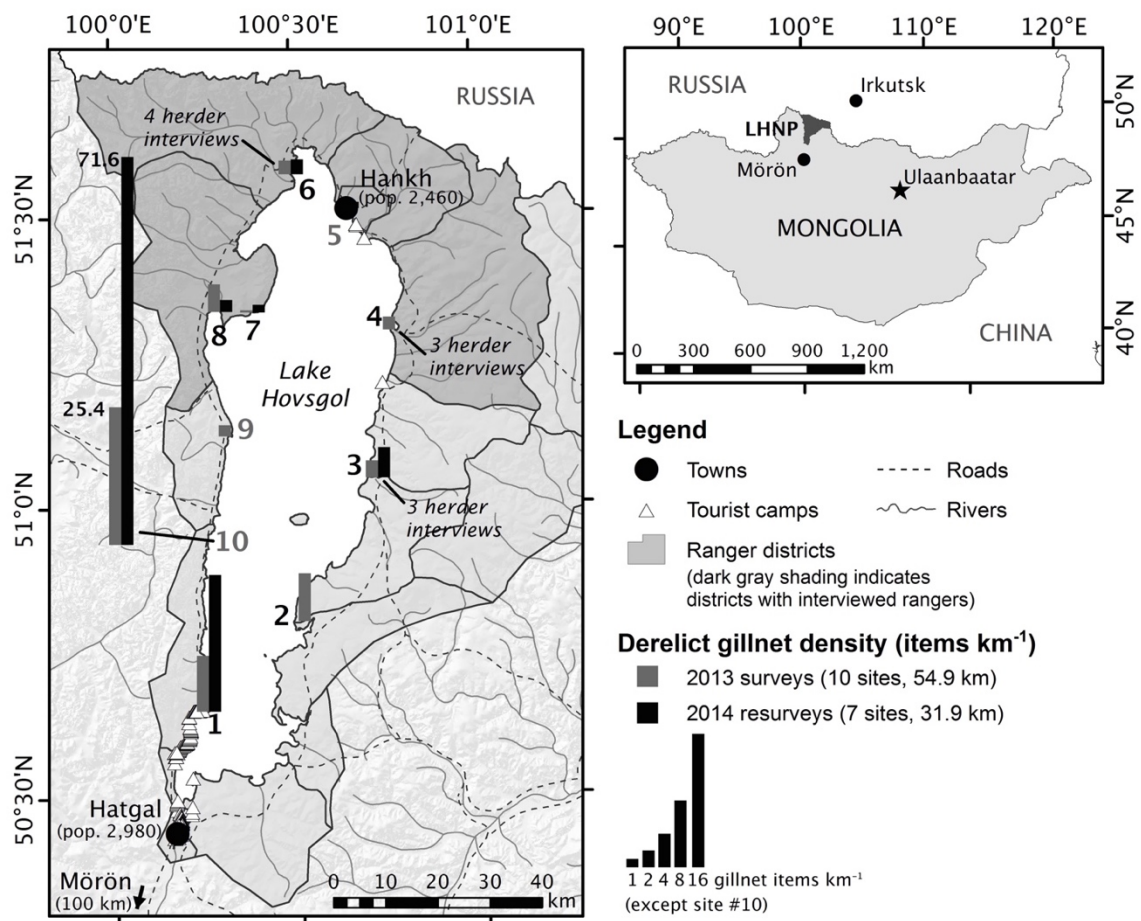 100°0'E
100°30'E
101°0'E
51°30'N
51°0'N
50°30'N
RUSSIA
4 herder
interviews
71.6
6
Hankh
(pop. 2,460)
5
8
7
4
3 herder
interviews
Lake
Hovsgol
25.4
9
3
3 herder
interviews
10
2
1
Hatgal
(pop. 2,980)
Mörön
(100 km)
0 10 20 30 40
km
90°E
100°E
110°E
120°E
50°N
45°N
40°N
RUSSIA
Irkutsk
LHNP
Mörön
Ulaanbaatar
MONGOLIA
CHINA
0 300 600 900 1,200
km
Legend
Towns
Roads
Tourist camps
Rivers
Ranger districts
(dark gray shading indicates
districts with interviewed rangers)
Derelict gillnet density (items km-1)
2013 surveys (10 sites, 54.9 km)
2014 resurveys (7 sites, 31.9 km)
1 2 4 8 16 gillnet items km-1
(except site #10)